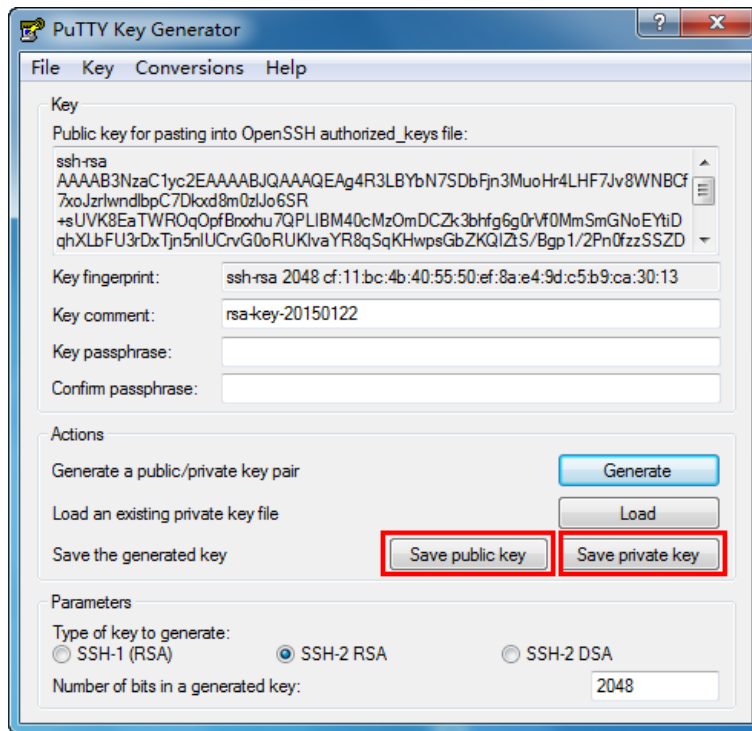 PuTTY Key Generator
File Key Conversions Help
Key
Public key for pasting into OpenSSH authorized_keys file:
ssh-rsa
AAAAB3NzaC1yc2EAAAABJQAAAQEAg4R3LBYbN7SDbFjn3MuoHr4LHF7Jv8WNBCf
7xoJzrlwndlbpC7Dkxd8m0zlJo6SR
+sUVK8EaTWROqOpfBnxxhu7QPLIBM40cMzOmDCZk3bhfg6g0rVf0MmSmGNoEYtiD
qhXLbFU3rDxTjn5nlUCrvG0oRUKlvaYR8qSqKHwpsGbZKQIZtS/Bgp1/2Pn0fzzSSZD
Key fingerprint: ssh-rsa 2048 cf:11:bc:4b:40:55:50:ef:8a:e4:9d:c5:b9:ca:30:13
Key comment: rsa-key-20150122
Key passphrase:
Confirm passphrase:
Actions
Generate a public/private key pair Generate
Load an existing private key file Load
Save the generated key Save public key Save private key
Parameters
Type of key to generate:
SSH-1 (RSA) SSH-2 RSA SSH-2 DSA
Number of bits in a generated key: 2048